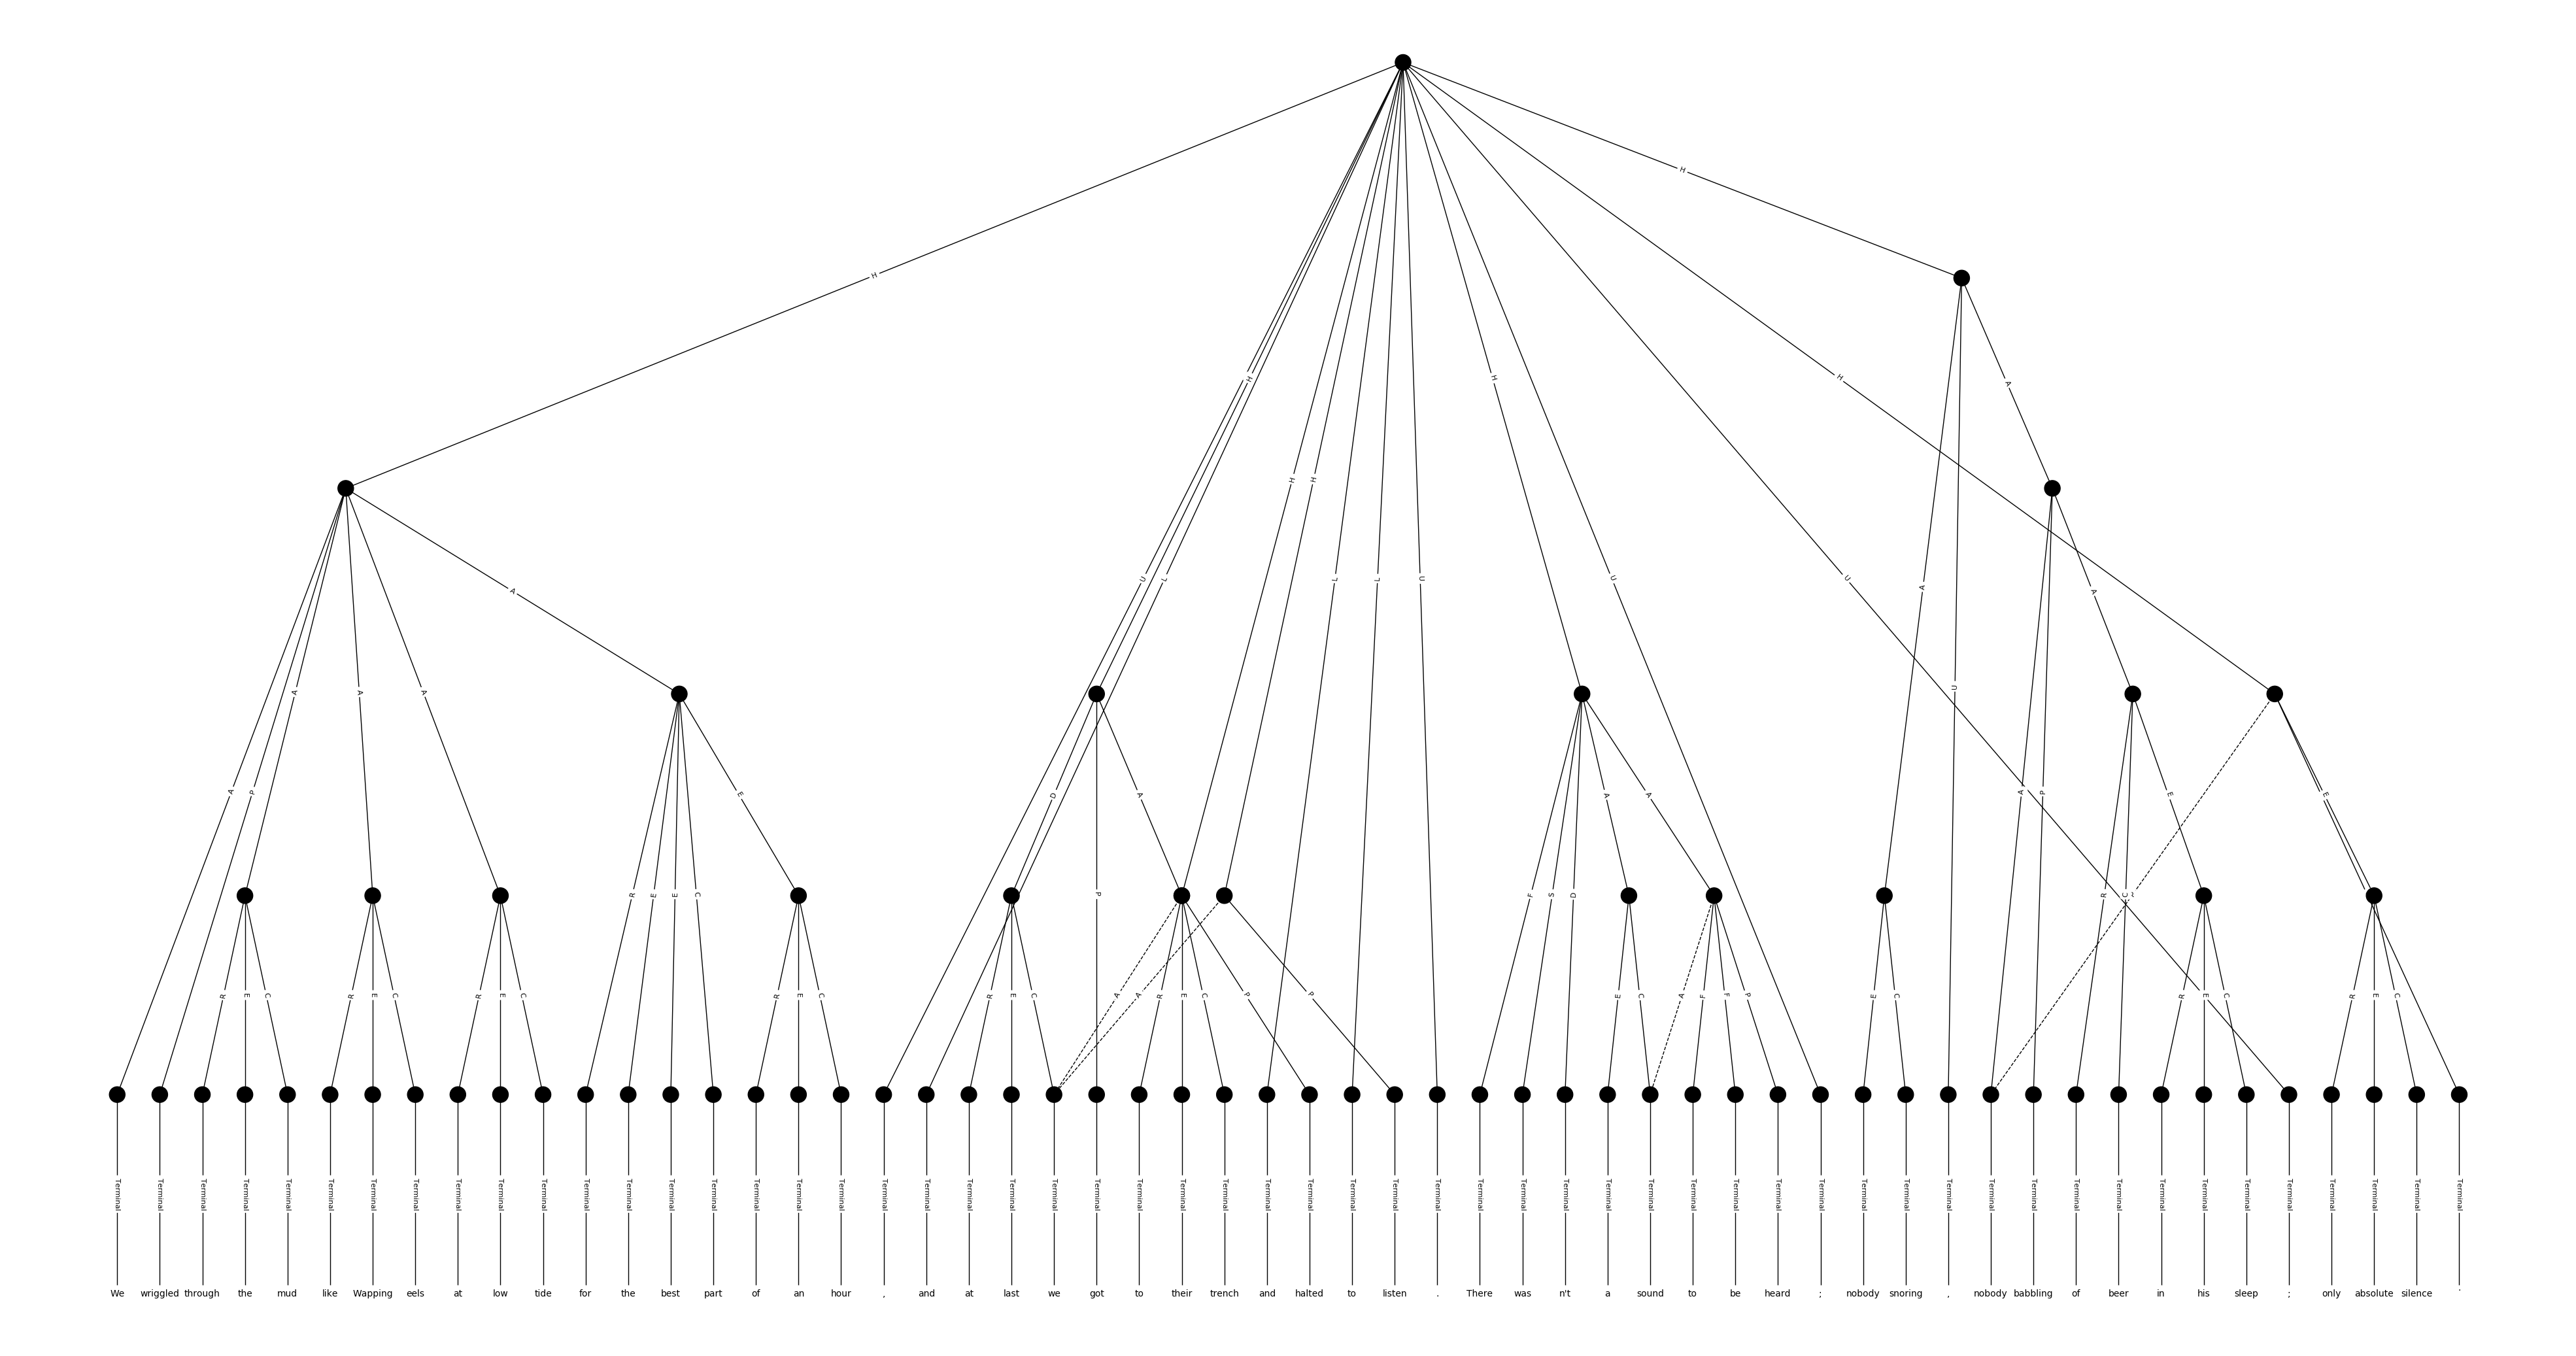 H
H
A
H
H
H
H
H
A
U
L
L
L
U
U
U
A
A
A
A
A
U
A
P
D
A
E
A
A
A
P
E
E
R
E
E
C
P
F
S
D
R
C
R
E
C
R
E
C
R
E
C
R
E
C
R
E
C
A
A
R
E
C
P
P
E
C
A
F
F
P
E
C
R
E
C
R
E
C
Terminal Terminal Terminal Terminal Terminal Terminal Terminal Terminal Terminal Terminal Terminal Terminal Terminal Terminal Terminal Terminal Terminal Terminal Terminal Terminal Terminal Terminal Terminal Terminal Terminal Terminal Terminal Terminal Terminal Terminal Terminal Terminal Terminal Terminal Terminal Terminal Terminal Terminal Terminal Terminal Terminal Terminal Terminal Terminal Terminal Terminal Terminal Terminal Terminal Terminal Terminal Terminal Terminal Terminal Terminal Terminal
We wriggled through the mud like Wapping eels at low tide for the best part of an hour , and at last we got to their trench and halted to listen . There was n't a sound to be heard ; nobody snoring , nobody babbling of beer in his sleep ; only absolute silence .